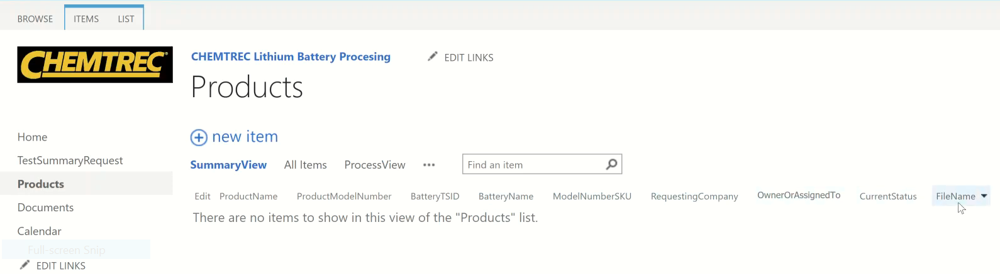 BROWSE ITEMS LIST
CHEMTREC®
CHEMTREC Lithium Battery Procesing EDIT LINKS
Products
Home
TestSummaryRequest
Products
Documents
Calendar
Full-screen Snip
EDIT LINKS
new item
SummaryView All Items ProcessView ••• Find an item
Edit ProductName ProductModelNumber BatteryTSID BatteryName ModelNumberSKU RequestingCompany OwnerOrAssignedTo CurrentStatus FileName
There are no items to show in this view of the "Products" list.